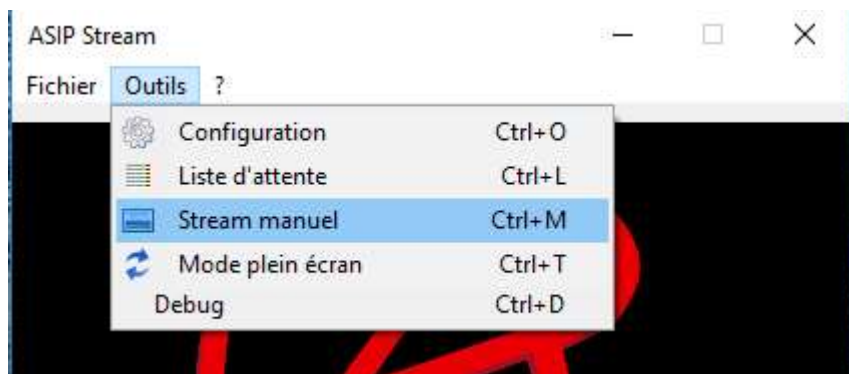 ASIP Stream
Fichier Outils ?
Configuration Ctrl+O
Liste d'attente Ctrl+L
Stream manuel Ctrl+M
Mode plein écran Ctrl+T
Debug Ctrl+D